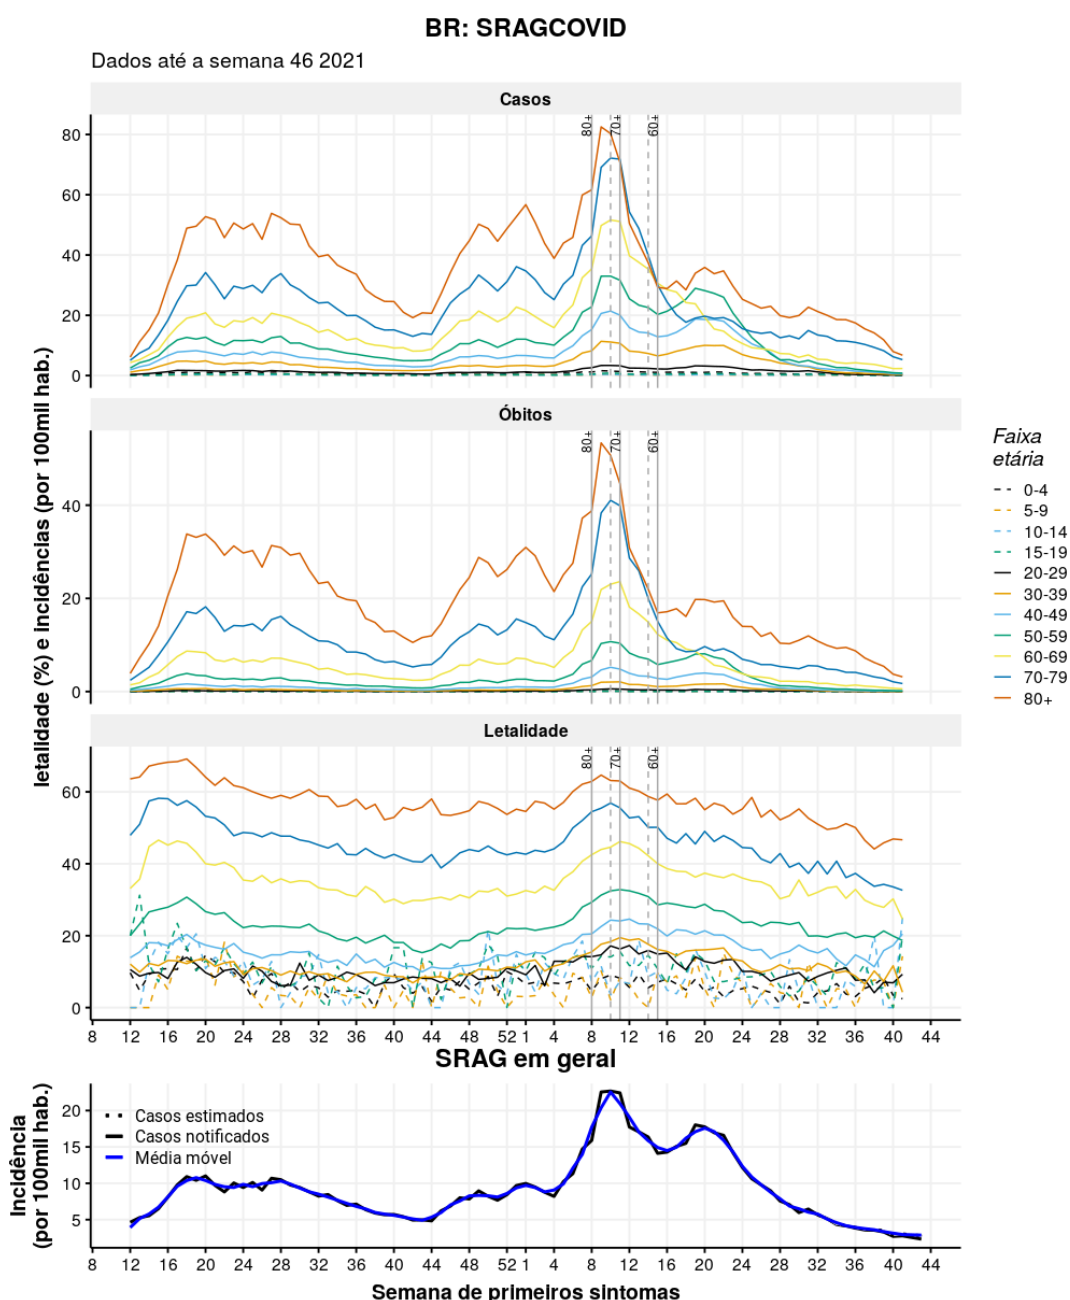 BR: SRAGCOVID
Dados até a semana 46 2021
Casos
80+ 70+ 60+
80
60
40
20
0
Óbitos
80+ 70+ 60+
40
20
0
Letalidade
80+ 70+ 60+
60
40
20
0
8 12 16 20 24 28 32 36 40 44 48 52 1 4 8 12 16 20 24 28 32 36 40 44
letalidade (%) e incidências (por 100mil hab.)
Faixa
etária
0-4
5-9
10-14
15-19
20-29
30-39
40-49
50-59
60-69
70-79
80+
SRAG em geral
Casos estimados
Casos notificados
Média móvel
20
15
10
5
Incidência
(por 100mil hab.)
8 12 16 20 24 28 32 36 40 44 48 52 1 4 8 12 16 20 24 28 32 36 40 44
Semana de primeiros sintomas